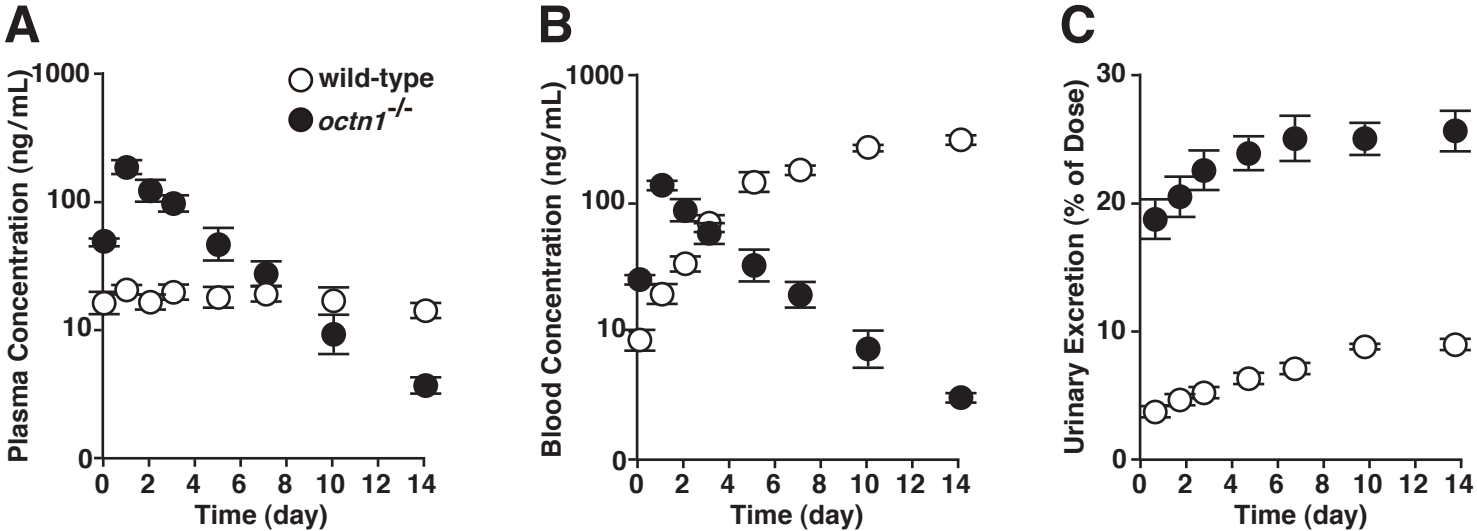 A
Plasma Concentration (ng/mL)
1000
100
10
0
0 2 4 6 8 10 12 14
Time (day)
wild-type
octn1-/-
B
Blood Concentration (ng/mL)
1000
100
10
0
0 2 4 6 8 10 12 14
Time (day)
C
Urinary Excretion (% of Dose)
30
20
10
0
0 2 4 6 8 10 12 14
Time (day)